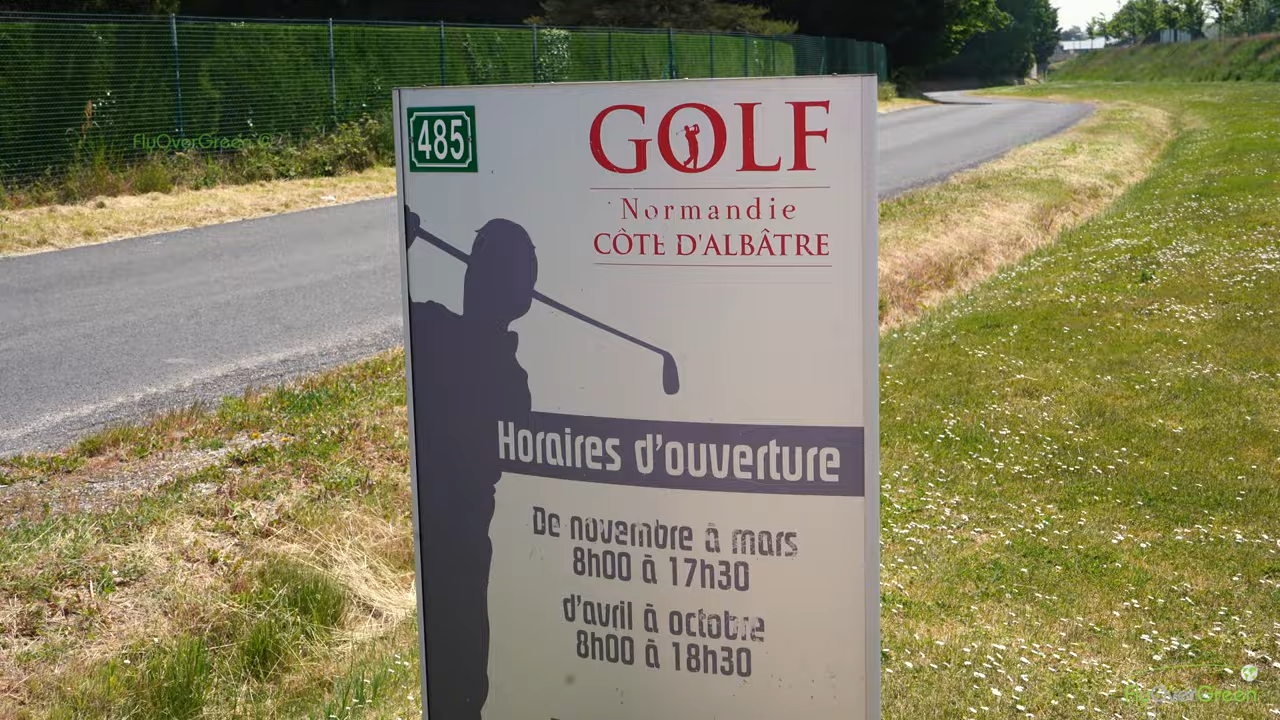 485
GOLF
Normandie
CÔTE D'ALBÂTRE
Horaires d'ouverture
De novembre à mars
8h00 à 17h30
d'avril à octobre
8h00 à 18h30
FlyOverGreen ©
FlyOverGreen